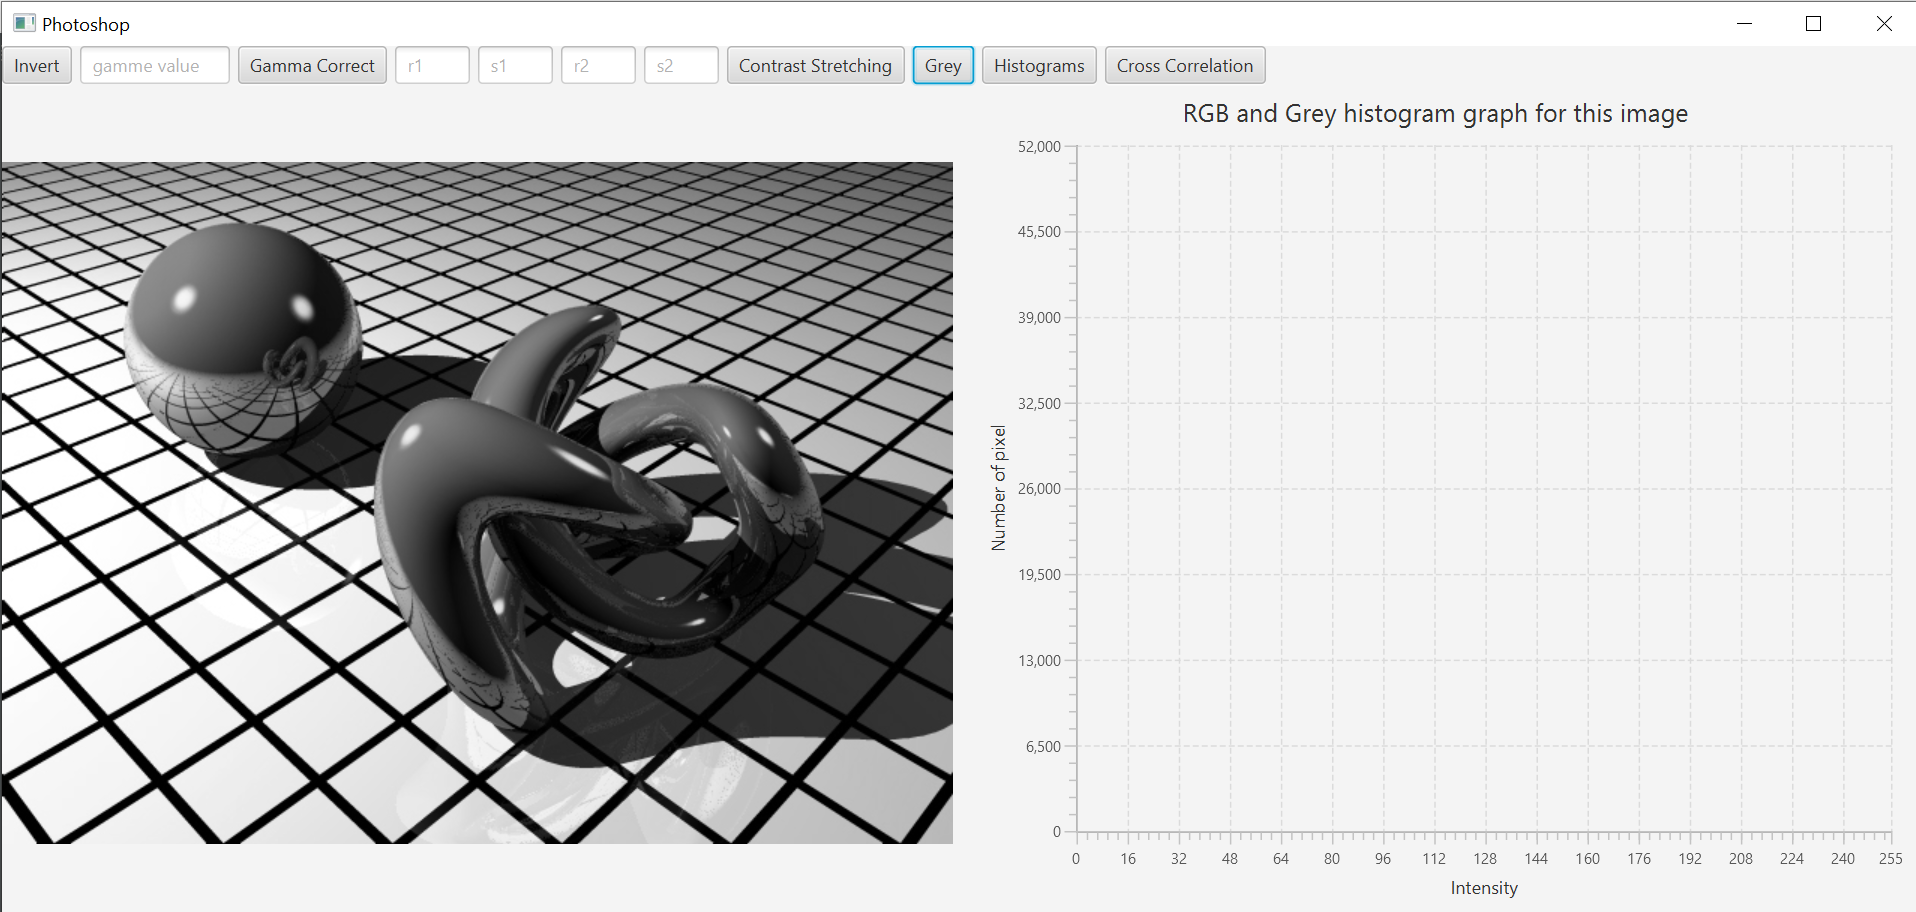 Photoshop
Invert gamme value Gamma Correct r1 s1 r2 s2 Contrast Stretching Grey Histograms Cross Correlation
RGB and Grey histogram graph for this image
52,000
45,500
39,000
32,500
26,000
19,500
13,000
6,500
0
Number of pixel
0 16 32 48 64 80 96 112 128 144 160 176 192 208 224 240 255
Intensity